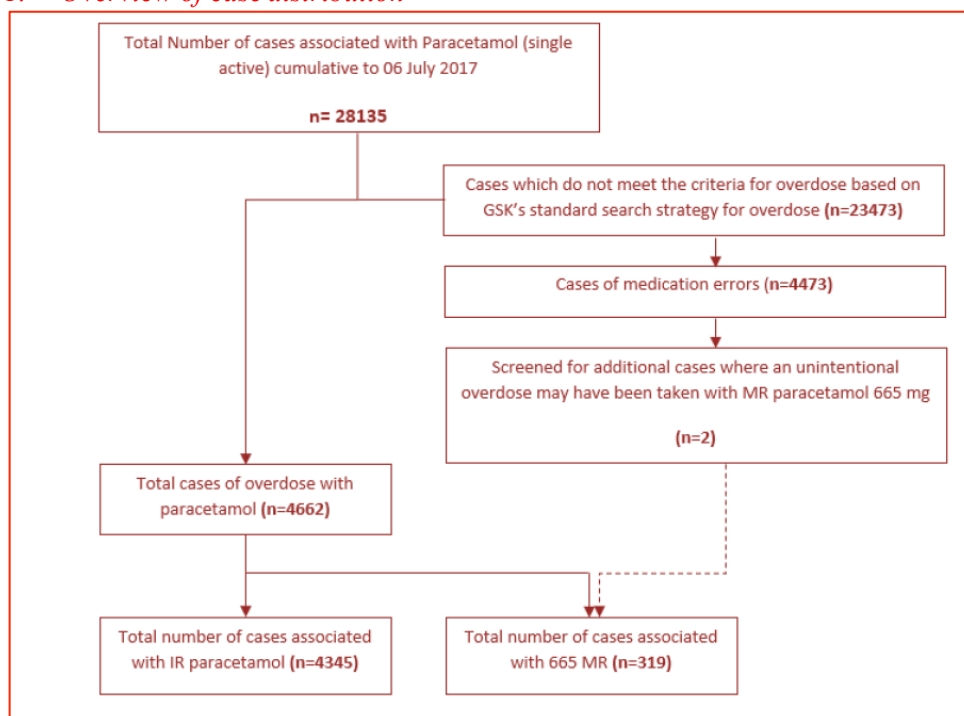 Total Number of cases associated with Paracetamol (single
active) cumulative to 06 July 2017
n= 28135
Cases which do not meet the criteria for overdose based on
GSK's standard search strategy for overdose (n=23473)
Cases of medication errors (n=4473)
Screened for additional cases where an unintentional
overdose may have been taken with MR paracetamol 665 mg
(n=2)
Total cases of overdose with
paracetamol (n=4662)
Total number of cases associated
with IR paracetamol (n=4345)
Total number of cases associated
with 665 MR (n=319)